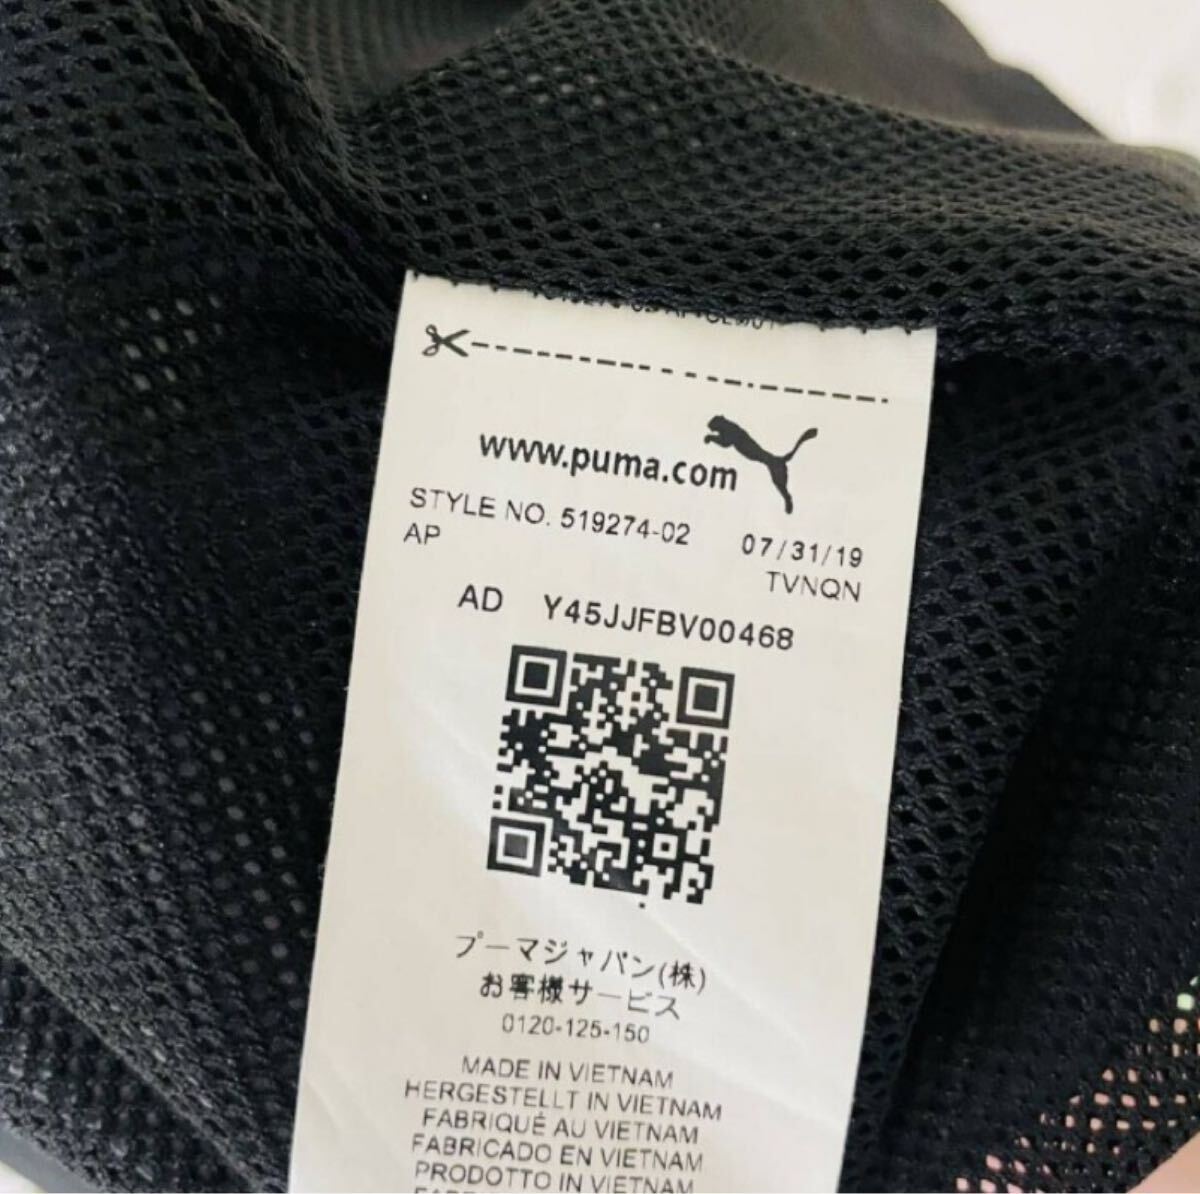 www.puma.com
STYLE NO. 519274-02 07/31/19
AP TVNQN
AD Y45JJFBV00468
プーマジャパン(株)
お客様サービス
0120-125-150
MADE IN VIETNAM
HERGESTELLT IN VIETNAM
FABRIQUÉ AU VIETNAM
FABRICADO EN VIETNAM
PRODOTTO IN VIETNAM